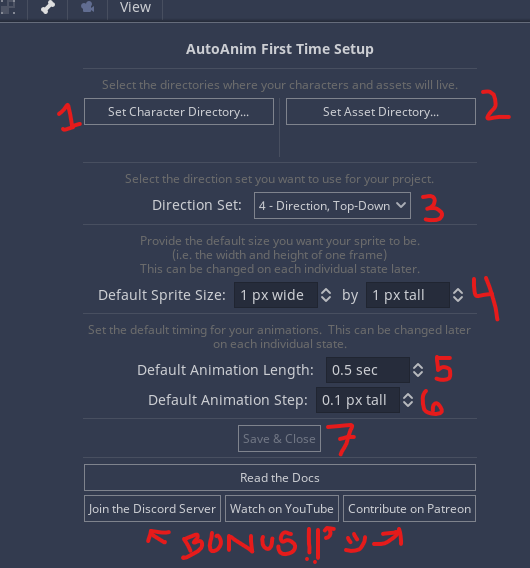 View
AutoAnim First Time Setup
Select the directories where your characters and assets will live.
1 Set Character Directory... Set Asset Directory... 2
Select the direction set you want to use for your project.
Direction Set: 4 - Direction, Top-Down 3
Provide the default size you want your sprite to be.
(i.e. the width and height of one frame)
This can be changed on each individual state later.
Default Sprite Size: 1 px wide by 1 px tall 4
Set the default timing for your animations. This can be changed later
on each individual state.
Default Animation Length: 0.5 sec 5
Default Animation Step: 0.1 px tall 6
Save & Close 7
Read the Docs
Join the Discord Server Watch on YouTube Contribute on Patreon
BONUS!!